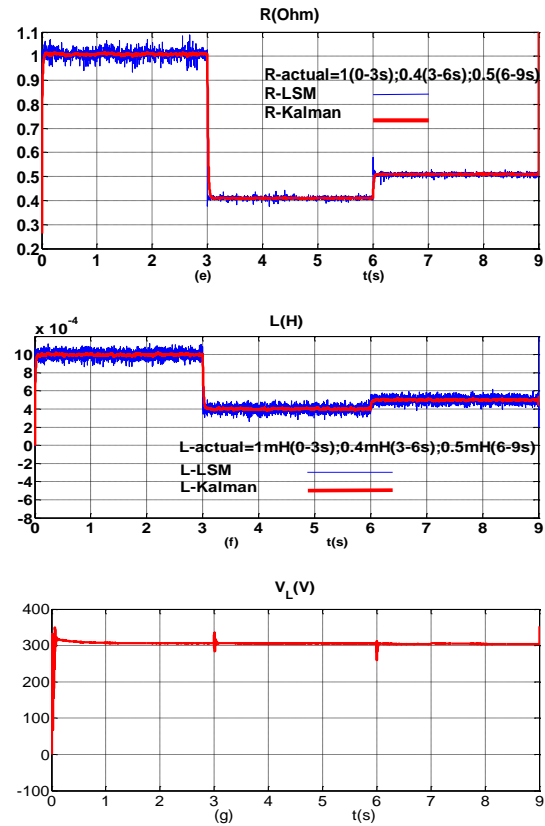 R(Ohm)
1.1
1
0.9
0.8
0.7
0.6
0.5
0.4
0.3
0.2
R-actual=1(0-3s);0.4(3-6s);0.5(6-9s)
R-LSM
R-Kalman
0 1 2 3 4 5 6 7 8 9
(e) t(s)
x 10⁻⁴ L(H)
10
8
6
4
2
0
-2
-4
-6
-8
L-actual=1mH(0-3s);0.4mH(3-6s);0.5mH(6-9s)
L-LSM
L-Kalman
0 1 2 3 4 5 6 7 8 9
(f) t(s)
V_L(V)
400
300
200
100
0
-100
0 1 2 3 4 5 6 7 8 9
(g) t(s)